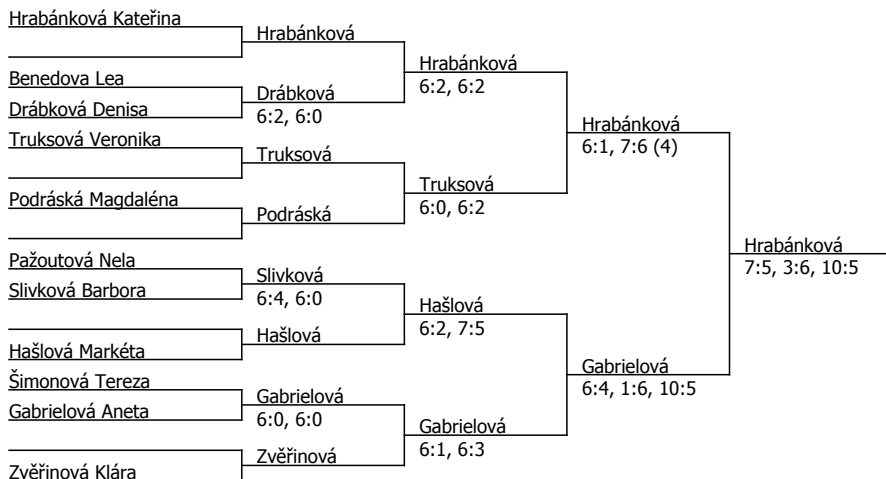 Hrabánková Kateřina
Benedova Lea
Drábková Denisa
Truksová Veronika
Podráská Magdaléna
Pažoutová Nela
Slivková Barbora
Hašlová Markéta
Šimonová Tereza
Gabrielová Aneta
Zvěřinová Klára
Hrabánková
Drábková
6:2, 6:0
Truksová
Podráská
Slivková
6:4, 6:0
Hašlová
Gabrielová
6:0, 6:0
Zvěřinová
Hrabánková
6:2, 6:2
Truksová
6:0, 6:2
Hašlová
6:2, 7:5
Gabrielová
6:1, 6:3
Hrabánková
6:1, 7:6 (4)
Gabrielová
6:4, 1:6, 10:5
Hrabánková
7:5, 3:6, 10:5